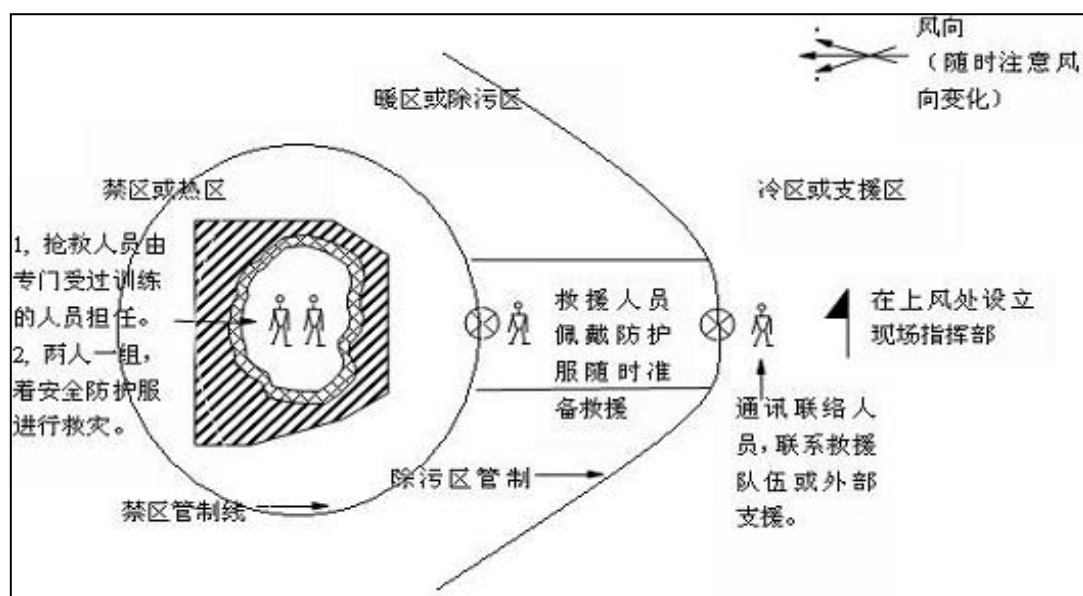 风向
（随时注意风
向变化）
暖区或除污区
禁区或热区
冷区或支援区
1, 抢救人员由
专门受过训练
的人员担任。
2, 两人一组，
着安全防护服
进行救灾。
救援人员
佩戴防护
服随时准
备救援
在上风处设立
现场指挥部
通讯联络人
员，联系救援
队伍或外部
支援。
除污区管制
禁区管制线